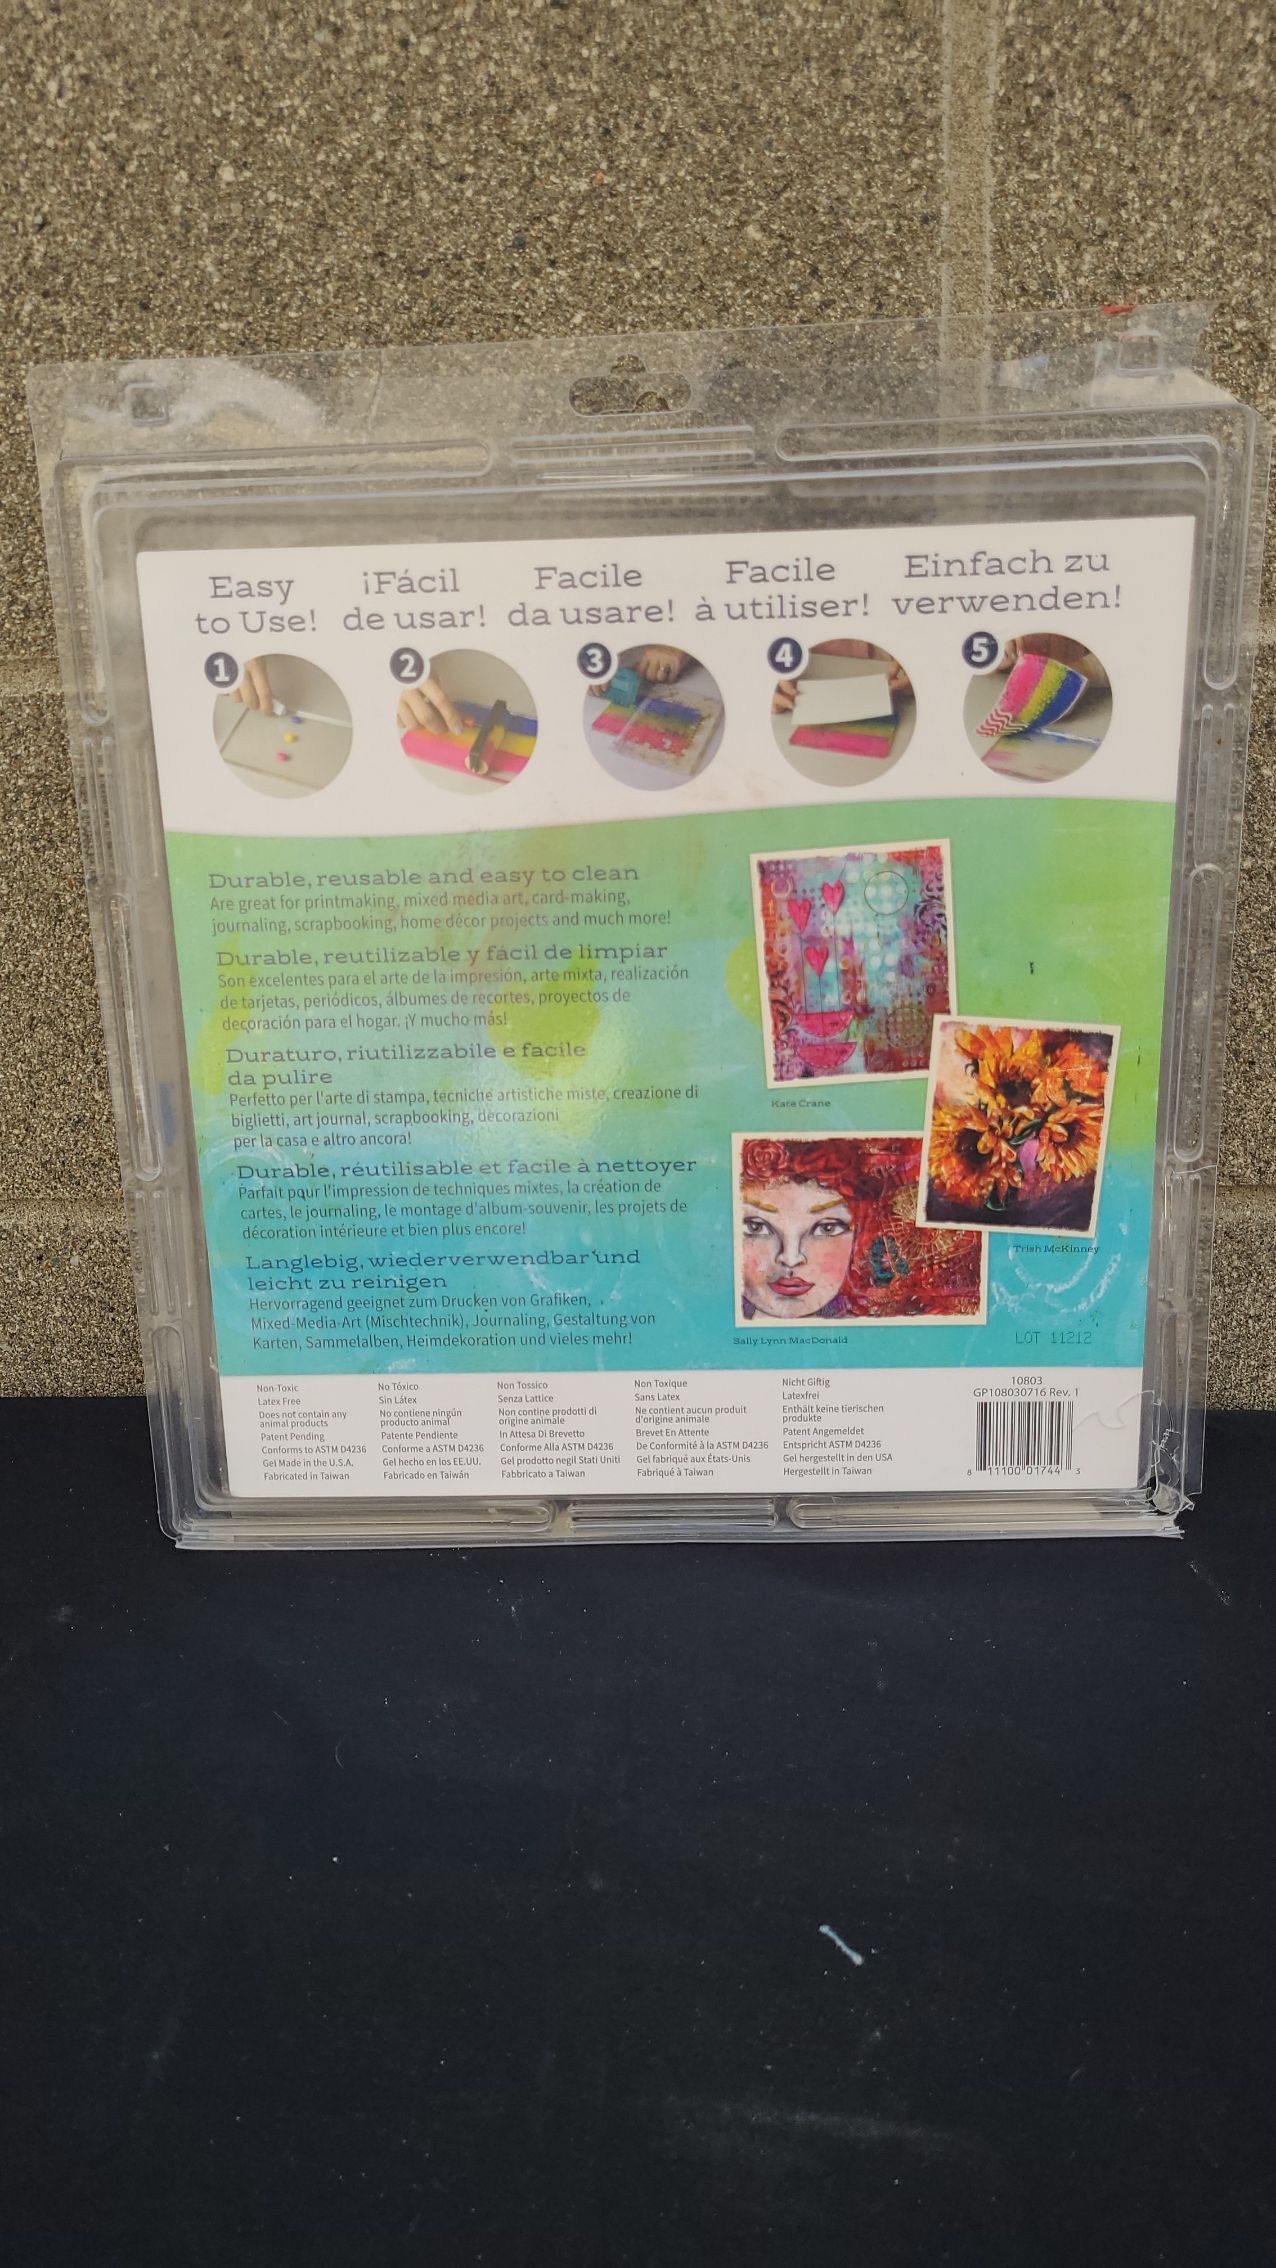 Easy
to Use!
¡Fácil
de usar!
Facile
da usare!
Facile
à utiliser!
Einfach zu
verwenden!
1
2
3
4
5
Durable, reusable and easy to clean
Are great for printmaking, mixed media art, card-making,
journaling, scrapbooking, home décor projects and much more!
Durable, reutilizable y fácil de limpiar
Son excelentes para el arte de la impresión, arte mixta, realización
de tarjetas, periódicos, álbumes de recortes, proyectos de
decoración para el hogar. ¡Y mucho más!
Duraturo, riutilizzabile e facile
da pulire
Perfetto per l'arte di stampa, tecniche artistiche miste, creazione di
biglietti, art journal, scrapbooking, decorazioni
per la casa e altro ancora!
Durable, réutilisable et facile à nettoyer
Parfait pour l'impression de techniques mixtes, la création de
cartes, le journaling, le montage d'album-souvenir, les projets de
décoration intérieure et bien plus encore!
Langlebig, wiederverwendbar und
leicht zu reinigen
Hervorragend geeignet zum Drucken von Grafiken,
Mixed-Media-Art (Mischtechnik), Journaling, Gestaltung von
Karten, Sammelalben, Heimdekoration und vieles mehr!
Kate Crane
Trish McKinney
Sally Lynn MacDonald
LOT 11212
Non-Toxic
Latex Free
Does not contain any
animal products
Patent Pending
Conforms to ASTM D4236
Gel Made in the U.S.A.
Fabricated in Taiwan
No Tóxico
Sin Látex
No contiene ningún
producto animal
Patente Pendiente
Conforme a ASTM D4236
Gel hecho en los EE.UU.
Fabricado en Taiwán
Non Tossico
Senza Lattice
Non contine prodotti di
origine animale
In Attesa Di Brevetto
Conforme Alla ASTM D4236
Gel prodotto negil Stati Uniti
Fabbricato a Taiwan
Non Toxique
Sans Latex
Ne contient aucun produit
d'origine animale
Brevet En Attente
De Conformité à la ASTM D4236
Gel fabriqué aux États-Unis
Fabriqué à Taiwan
Nicht Giftig
Latexfrei
Enthält keine tierischen
produkte
Patent Angemeldet
Entspricht ASTM D4236
Gel hergestellt in den USA
Hergestellt in Taiwan
10803
GP108030716 Rev. 1
8 11100 01744 3